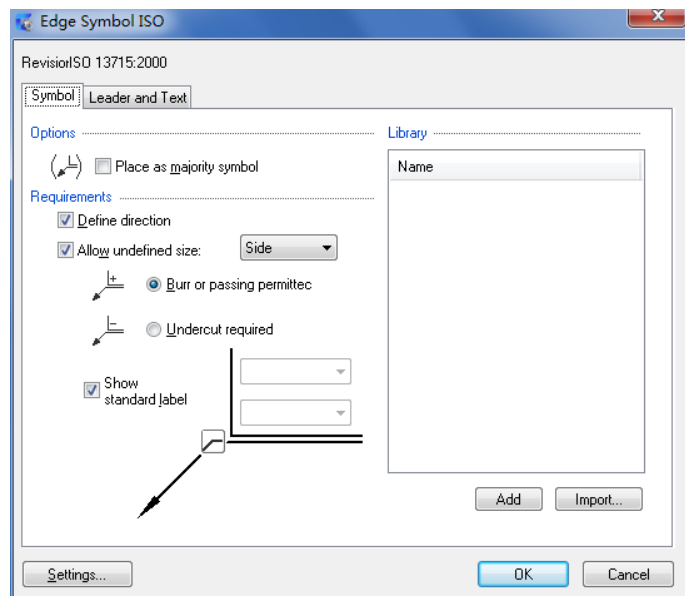 Edge Symbol ISO
RevisionISO 13715:2000
Symbol
Leader and Text
Options
Place as majority symbol
Requirements
Define direction
Allow undefined size:
Side
Burr or passing permittec
Undercut required
Show
standard label
Library
Name
Add
Import...
Settings...
OK
Cancel